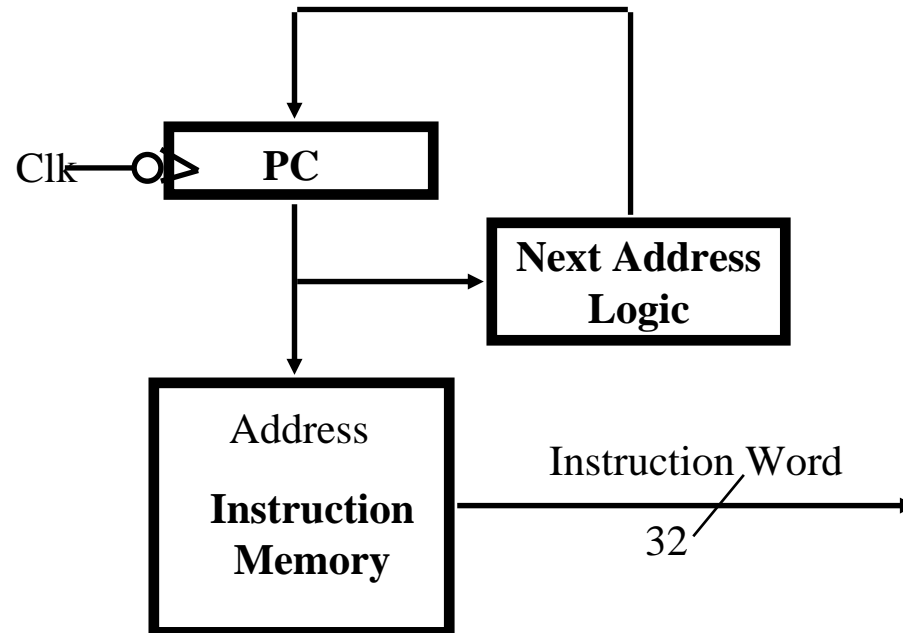 Clk
PC
Next Address
Logic
Address
Instruction
Memory
Instruction Word
32